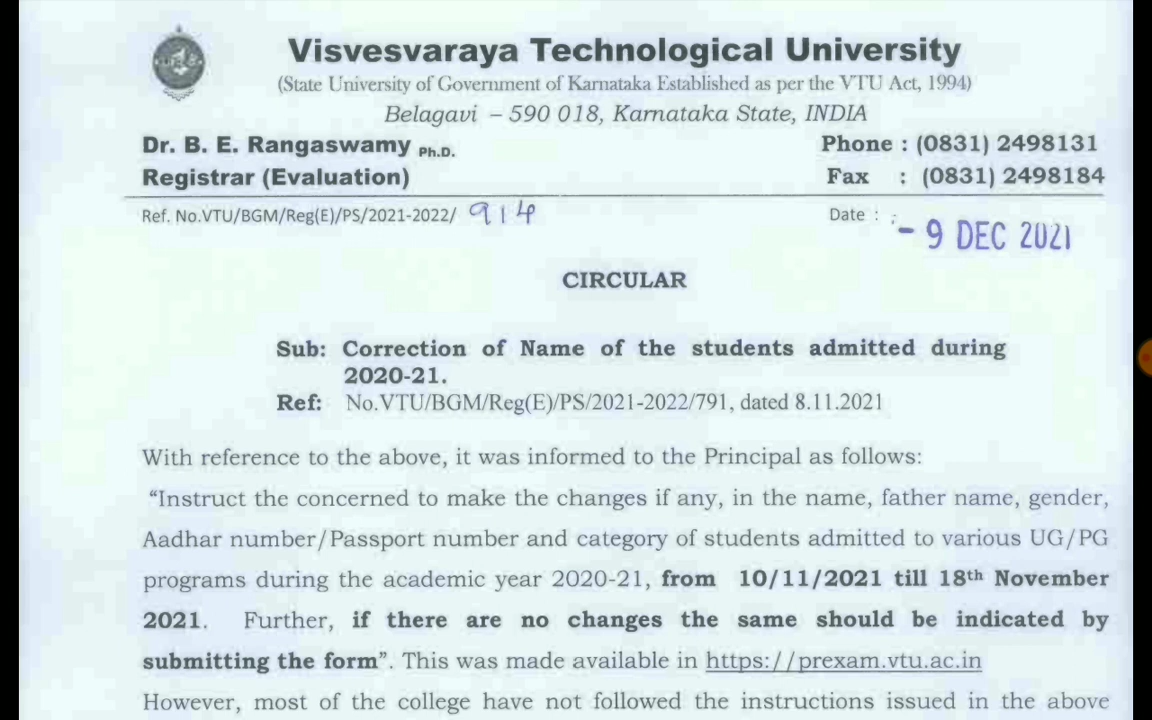 Visvesvaraya Technological University
(State University of Government of Karnataka Established as per the VTU Act, 1994)
Belagavi – 590 018, Karnataka State, INDIA
Dr. B. E. Rangaswamy Ph.D.
Phone : (0831) 2498131
Registrar (Evaluation)
Fax : (0831) 2498184
Ref. No.VTU/BGM/Reg(E)/PS/2021-2022/ 914
Date : - 9 DEC 2021
CIRCULAR
Sub: Correction of Name of the students admitted during
2020-21.
Ref: No.VTU/BGM/Reg(E)/PS/2021-2022/791, dated 8.11.2021
With reference to the above, it was informed to the Principal as follows:
“Instruct the concerned to make the changes if any, in the name, father name, gender,
Aadhar number/Passport number and category of students admitted to various UG/PG
programs during the academic year 2020-21, from 10/11/2021 till 18th November
2021. Further, if there are no changes the same should be indicated by
submitting the form”. This was made available in https://prexam.vtu.ac.in
However, most of the college have not followed the instructions issued in the above